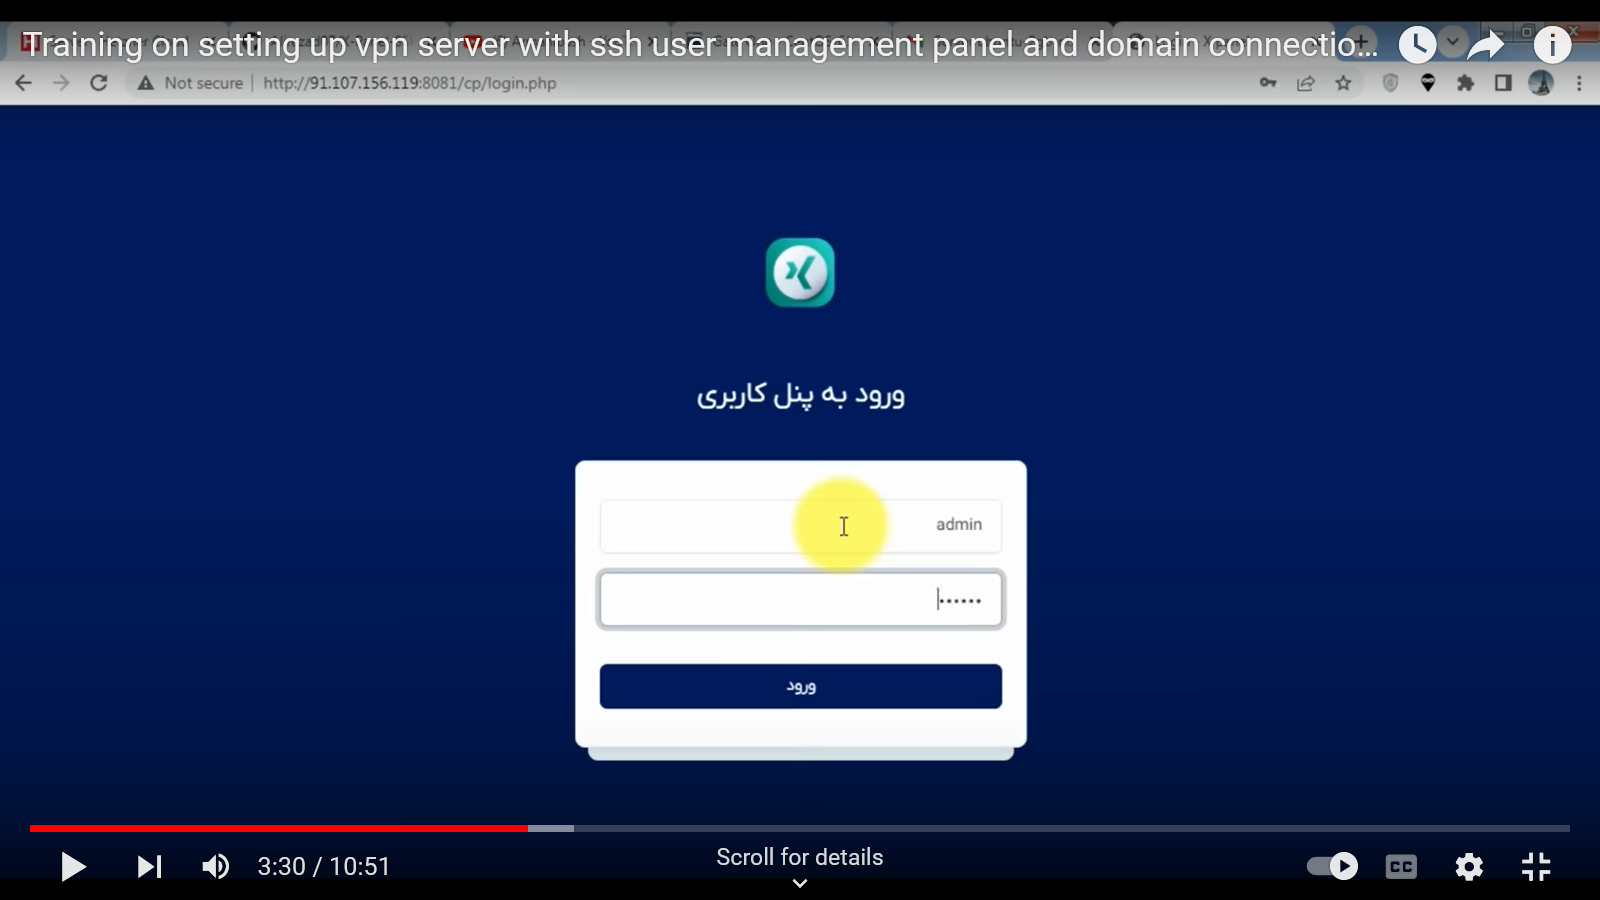 Training on setting up vpn server with ssh user management panel and domain connectio...
Not secure | http://91.107.156.119:8081/cp/login.php
ورود به پنل کاربری
admin
••••••
ورود
Scroll for details
3:30 / 10:51
CC